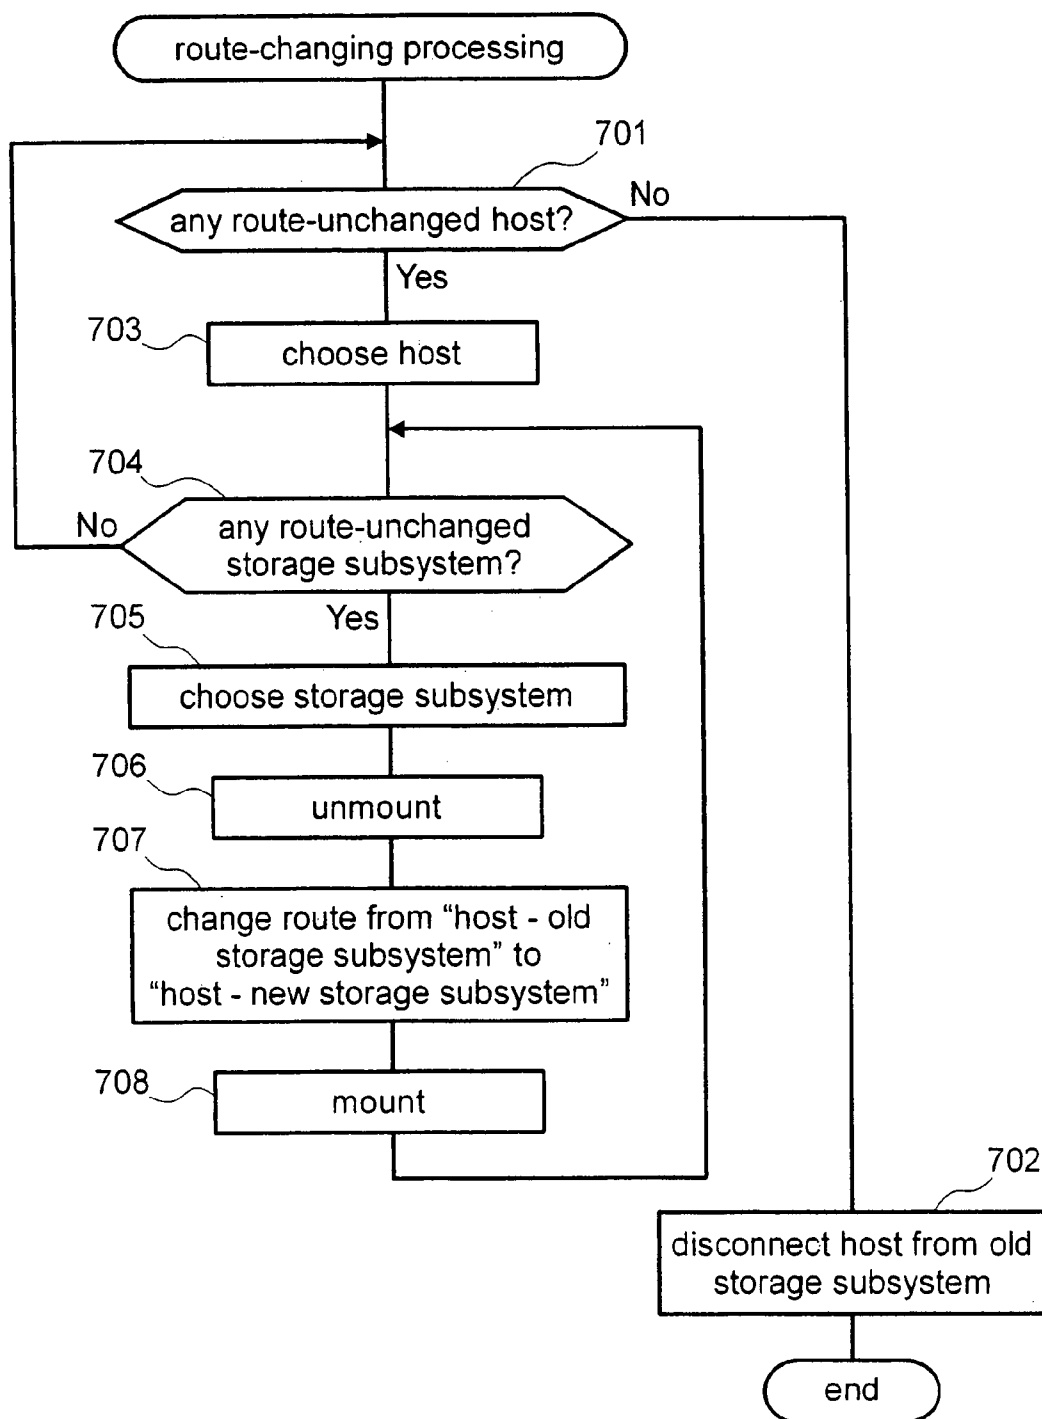 route-changing processing
701
any route-unchanged host?
No
Yes
703
choose host
704
No
any route-unchanged
storage subsystem?
Yes
705
choose storage subsystem
706
unmount
707
change route from “host - old
storage subsystem” to
“host - new storage subsystem”
708
mount
702
disconnect host from old
storage subsystem
end